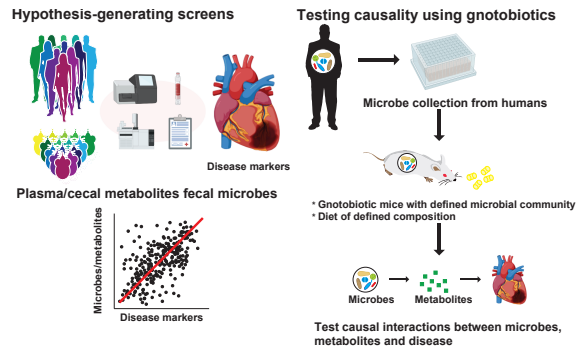 Hypothesis-generating screens
Disease markers
Plasma/cecal metabolites fecal microbes
Microbes/metabolites
Disease markers
Testing causality using gnotobiotics
Microbe collection from humans
* Gnotobiotic mice with defined microbial community
* Diet of defined composition
Microbes
Metabolites
Test causal interactions between microbes,
metabolites and disease